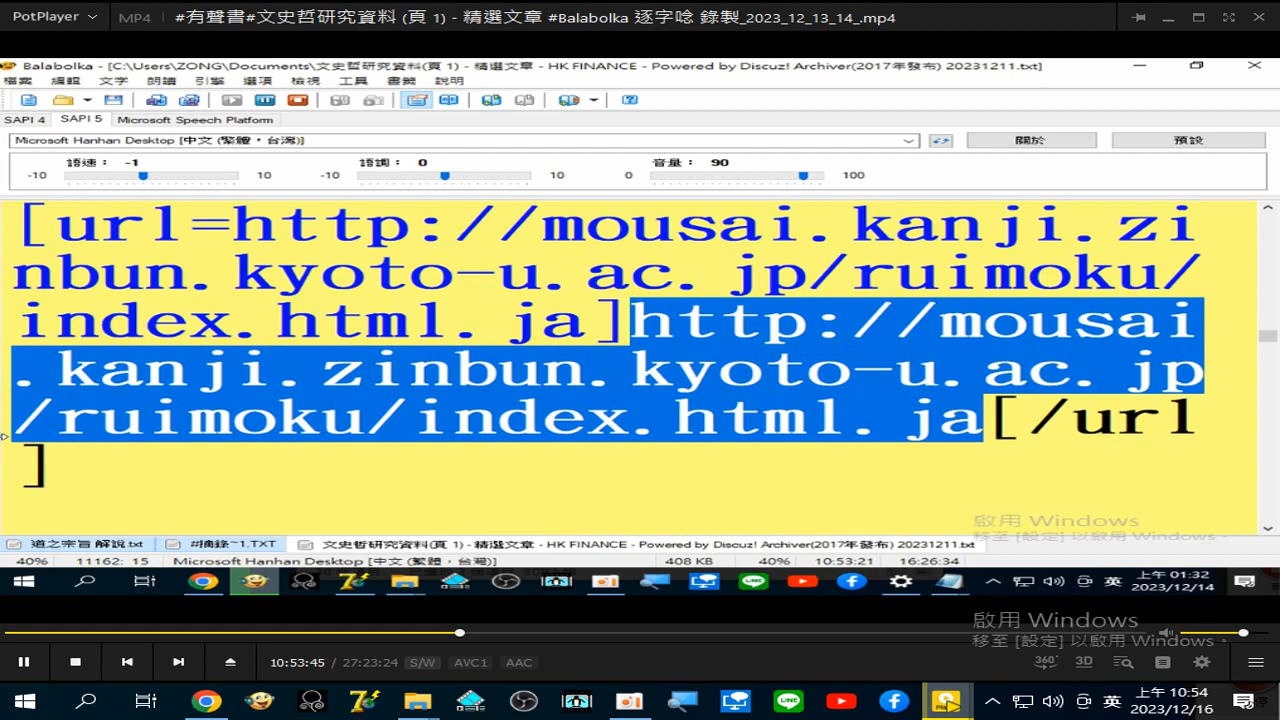 PotPlayer MP4 #有聲書#文史哲研究資料 (頁 1) - 精選文章 #Balabolka 逐字唸 錄製_2023_12_13_14_.mp4
Balabolka - [C:\Users\ZONG\Documents\文史哲研究資料(頁 1) - 精選文章 - HK FINANCE - Powered by Discuz! Archiver(2017年發布) 20231211.txt]
檔案 編輯 文字 朗讀 引擎 選項 檢視 工具 書籤 說明
SAPI 4 SAPI 5 Microsoft Speech Platform
Microsoft Hanhan Desktop [中文 (繁體，台灣)] 關於 預設
語速： -1 語調： 0 音量： 90
-10 10 -10 10 0 100
[url=http://mousai.kanji.zi
nbun.kyoto-u.ac.jp/ruimoku/
index.html.ja]http://mousai
.kanji.zinbun.kyoto-u.ac.jp
/ruimoku/index.html.ja[/url
]
啟用 Windows
移至 [設定] 以啟用 Windows。
道之宗旨 解說.txt #摘錄~1.TXT 文史哲研究資料(頁 1) - 精選文章 - HK FINANCE - Powered by Discuz! Archiver(2017年發布) 20231211.txt
40% 11162: 15 Microsoft Hanhan Desktop [中文 (繁體，台灣)] 408 KB 40% 10:53:21 16:26:34
英 上午 01:32
2023/12/14
啟用 Windows
移至 [設定] 以啟用 Windows。
10:53:45 / 27:23:24 S/W AVC1 AAC 360° 3D
英 上午 10:54
2023/12/16